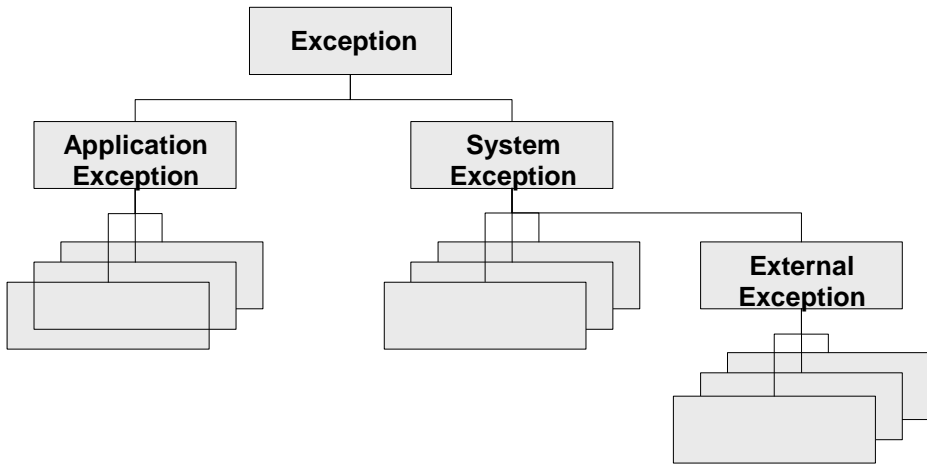 Exception
Application
Exception
System
Exception
External
Exception